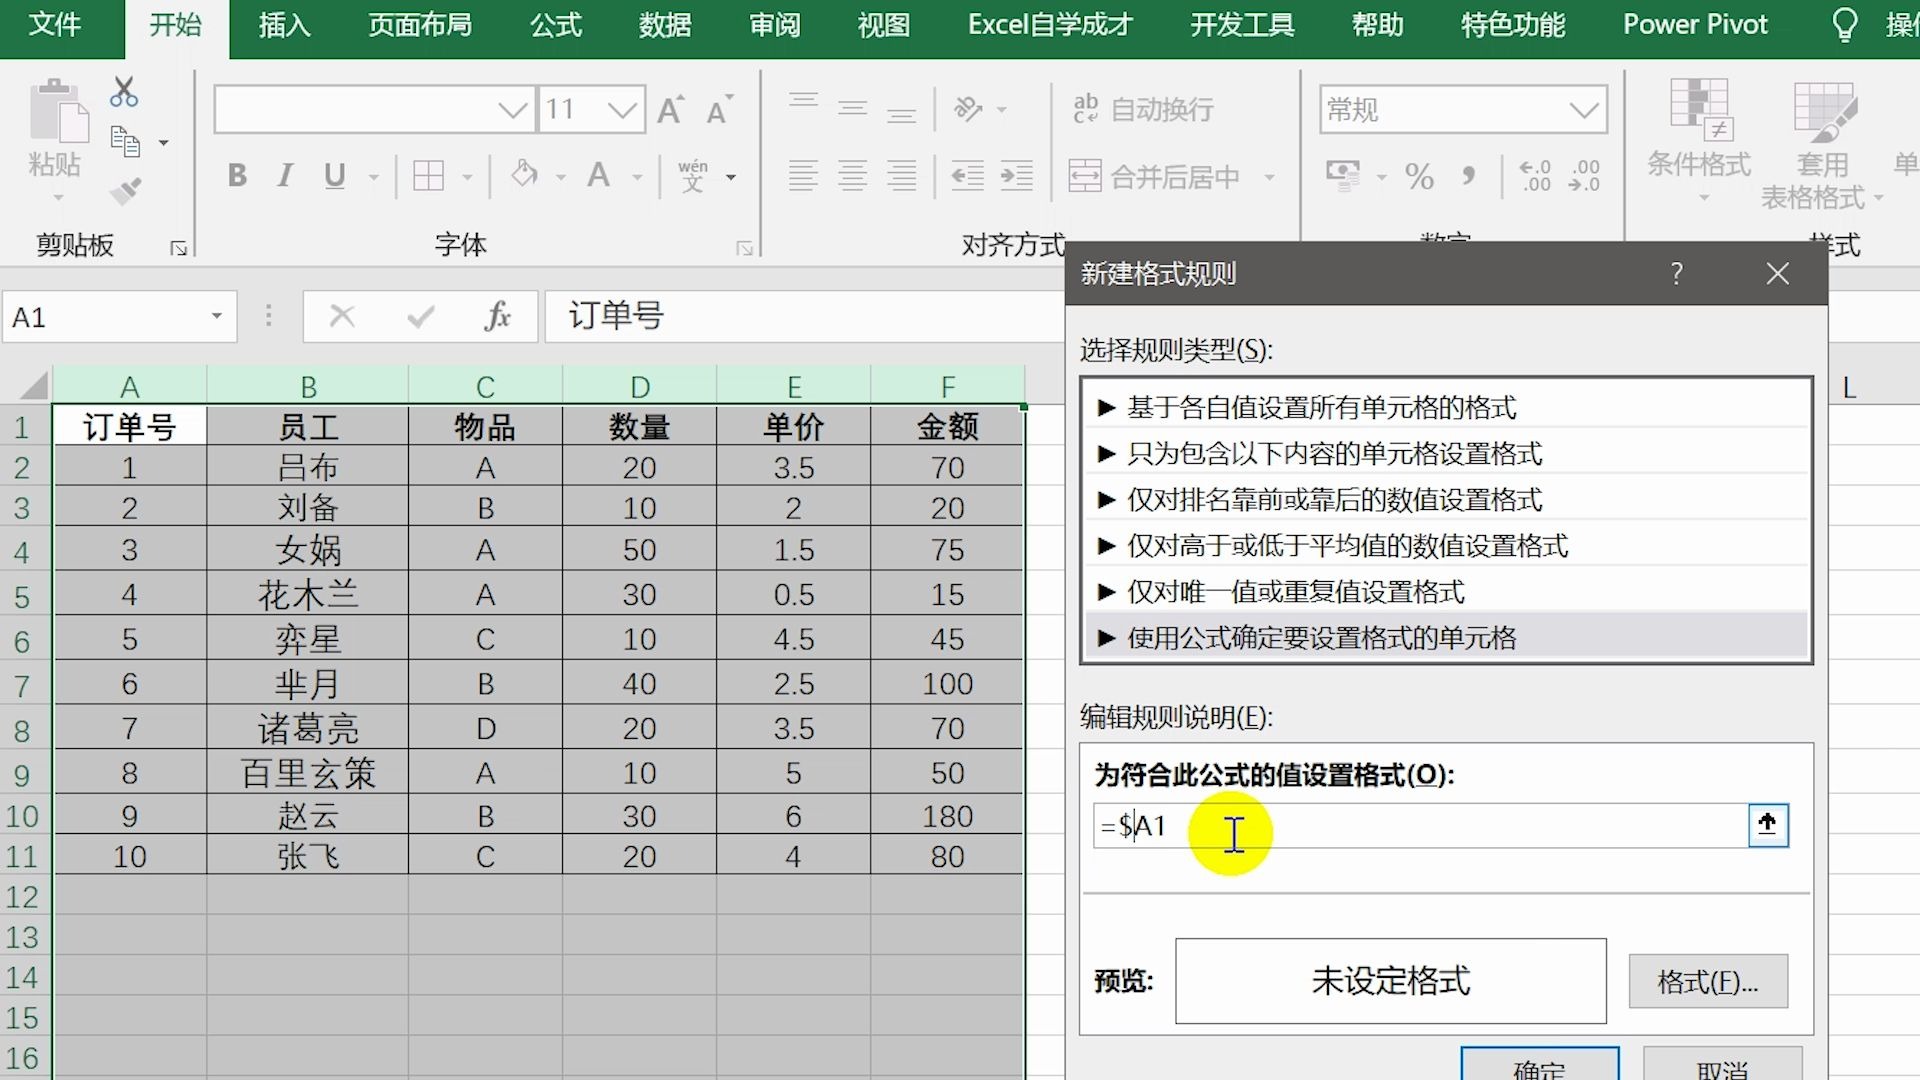 文件 开始 插入 页面布局 公式 数据 审阅 视图 Excel自学成才 开发工具 帮助 特色功能 Power Pivot
粘贴
11
wén
文
ab
自动换行
合并后居中
常规
条件格式
套用
表格格式
剪贴板 字体 对齐方式
样式
A1 fx 订单号
A B C D E F L
1 订单号 员工 物品 数量 单价 金额
2 1 吕布 A 20 3.5 70
3 2 刘备 B 10 2 20
4 3 女娲 A 50 1.5 75
5 4 花木兰 A 30 0.5 15
6 5 弈星 C 10 4.5 45
7 6 芈月 B 40 2.5 100
8 7 诸葛亮 D 20 3.5 70
9 8 百里玄策 A 10 5 50
10 9 赵云 B 30 6 180
11 10 张飞 C 20 4 80
12
13
14
15
16
新建格式规则 ?
选择规则类型(S):
► 基于各自值设置所有单元格的格式
► 只为包含以下内容的单元格设置格式
► 仅对排名靠前或靠后的数值设置格式
► 仅对高于或低于平均值的数值设置格式
► 仅对唯一值或重复值设置格式
► 使用公式确定要设置格式的单元格
编辑规则说明(E):
为符合此公式的值设置格式(O):
=$A1
预览: 未设定格式 格式(F)...
确定 取消